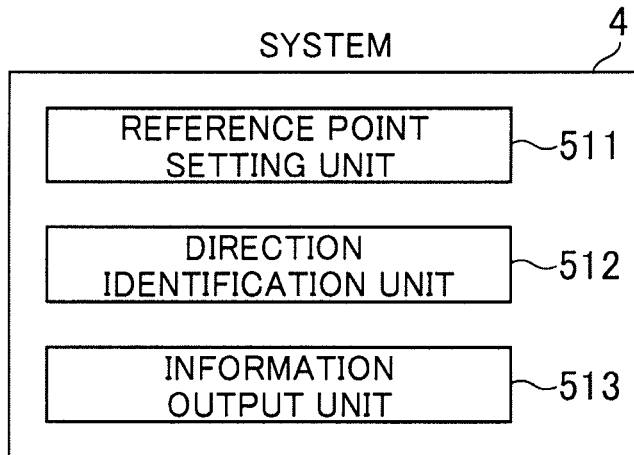 4
SYSTEM
REFERENCE POINT
SETTING UNIT
511
DIRECTION
IDENTIFICATION UNIT
512
INFORMATION
OUTPUT UNIT
513